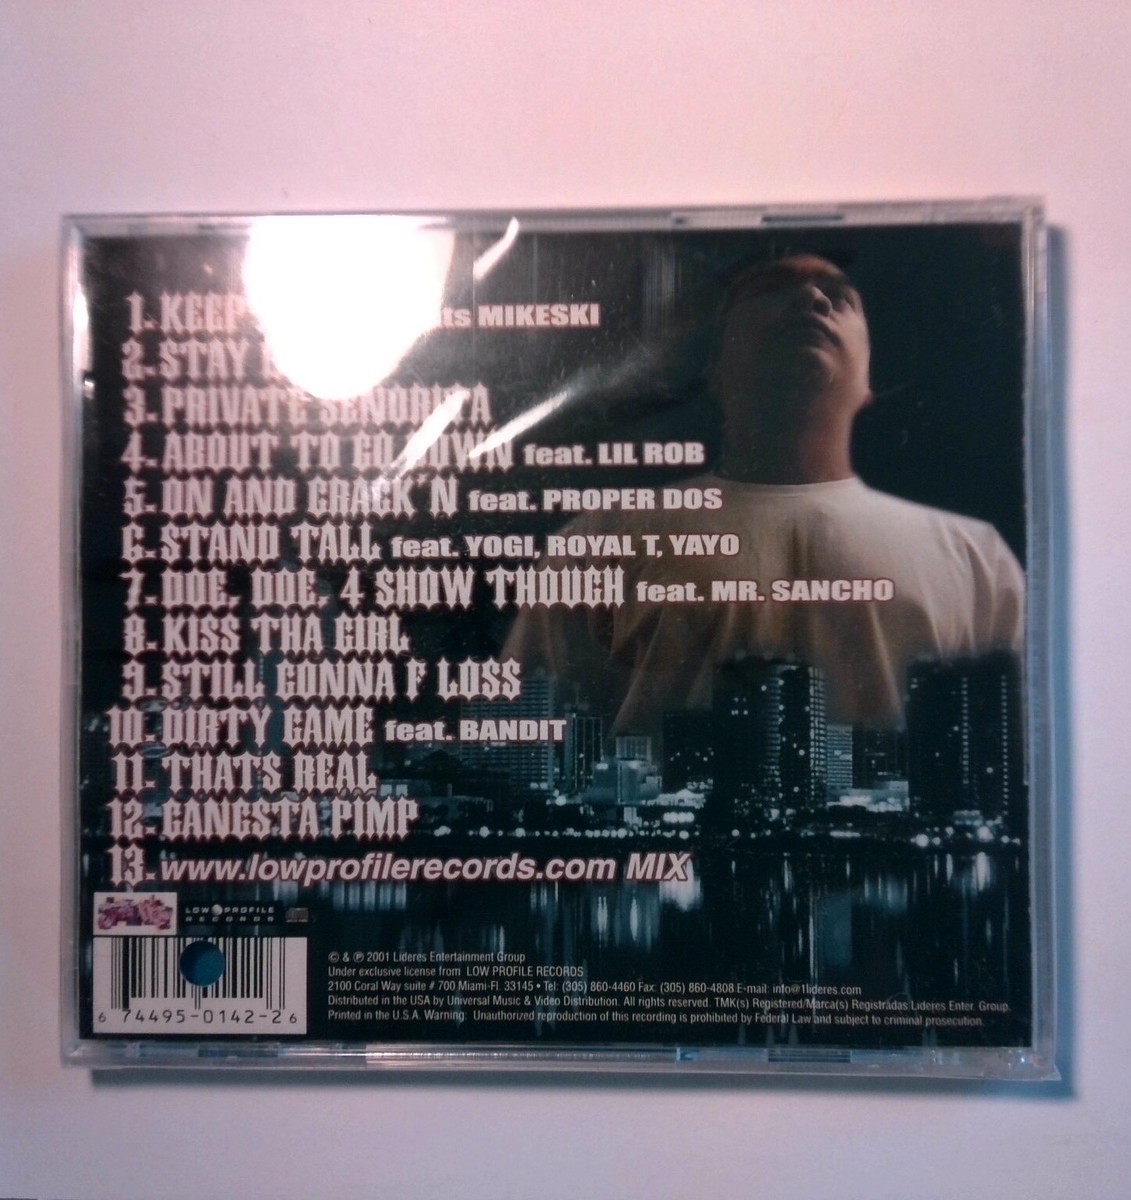 1. KEEP MIKESKI
2. STAY
3. PRIVATE SENORITA
4. ABOUT TO GO DOWN feat. LIL ROB
5. ON AND CRACK'N feat. PROPER DOS
6. STAND TALL feat. YOGI, ROYAL T, YAYO
7. DOE, DOE, 4 SHOW THOUGH feat. MR. SANCHO
8. KISS THA GIRL
9. STILL GONNA F LOSS
10. DIRTY GAME feat. BANDIT
11. THATS REAL
12. GANGSTA PIMP
13. www.lowprofilerecords.com MIX
LOW PROFILE
RECORDS
6 74495-0142-2 6
© & ℗ 2001 Lideres Entertainment Group
Under exclusive license from LOW PROFILE RECORDS
2100 Coral Way suite # 700 Miami-Fl. 33145 • Tel: (305) 860-4460 Fax: (305) 860-4808 E-mail: info@1lideres.com
Distributed in the USA by Universal Music & Video Distribution. All rights reserved. TMK(s) Registered/Marca(s) Registradas Lideres Enter. Group.
Printed in the U.S.A. Warning: Unauthorized reproduction of this recording is prohibited by Federal Law and subject to criminal prosecution.